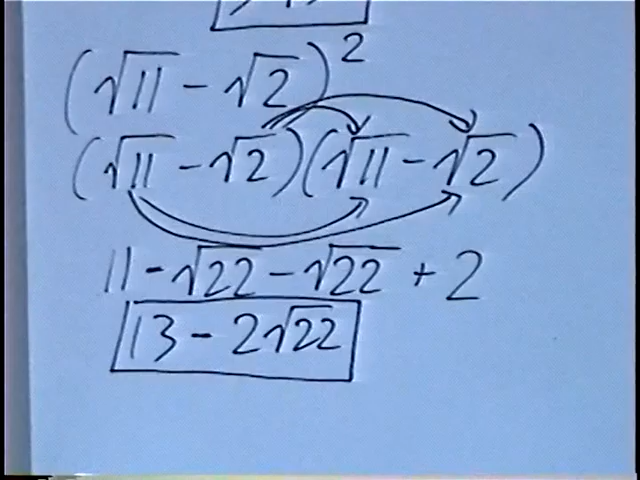 (√11 - √2)²
(√11 - √2)(√11 - √2)
11 - √22 - √22 + 2
13 - 2√22